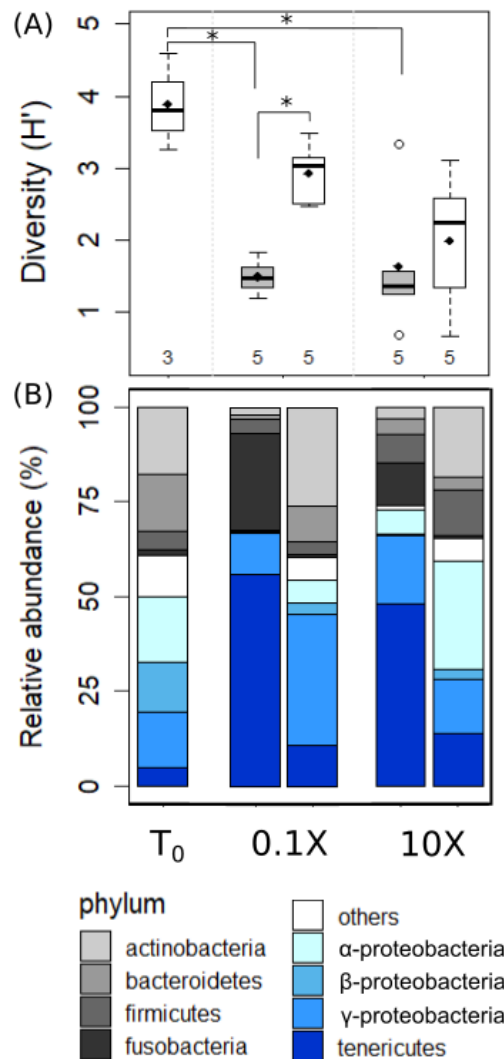 (A)
Diversity (H')
5
4
3
2
1
*
*
*
3
5
5
5
5
(B)
Relative abundance (%)
100
75
50
25
0
T₀
0.1X
10X
phylum
actinobacteria
bacteroidetes
firmicutes
fusobacteria
others
α-proteobacteria
β-proteobacteria
γ-proteobacteria
tenericutes